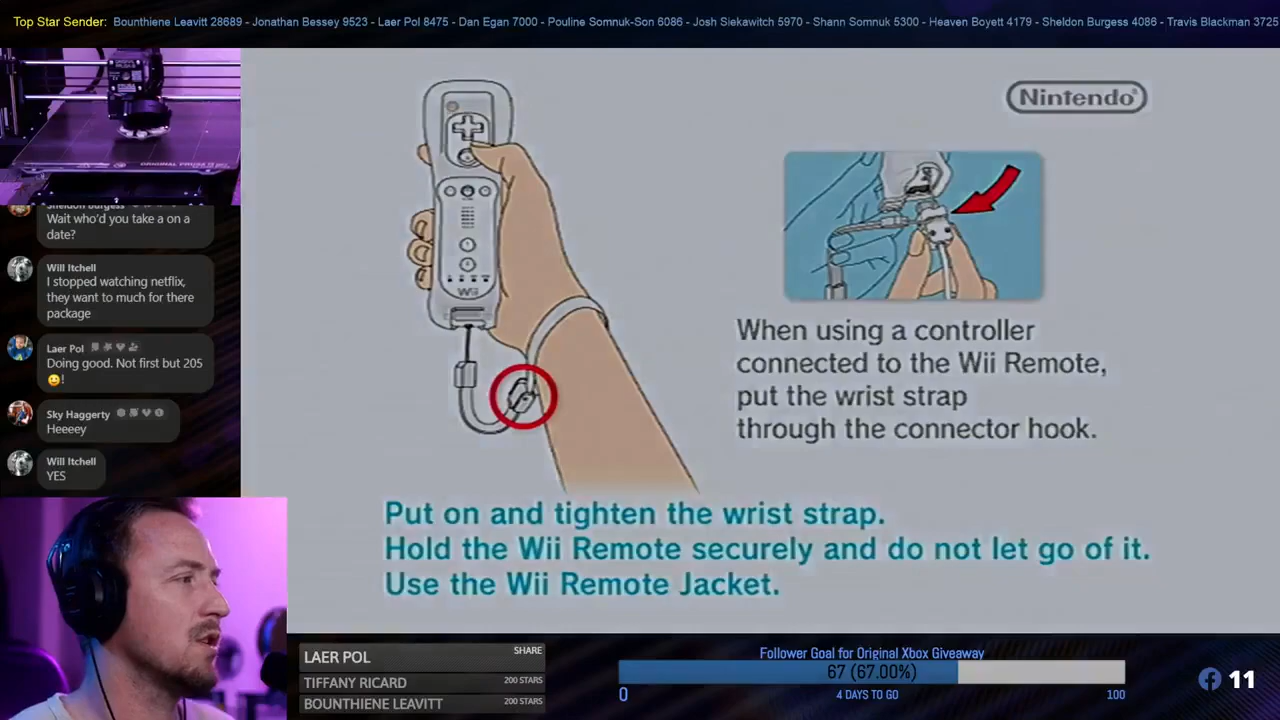 Top Star Sender: Bounthiene Leavitt 28689 - Jonathan Bessey 9523 - Laer Pol 8475 - Dan Egan 7000 - Pouline Somnuk-Son 6086 - Josh Siekawitch 5970 - Shann Somnuk 5300 - Heaven Boyett 4179 - Sheldon Burgess 4086 - Travis Blackman 3725
Nintendo®
Sheldon Burgess
Wait who'd you take a on a
date?
Will Itchell
I stopped watching netflix,
they want to much for there
package
Laer Pol
Doing good. Not first but 205
!
Sky Haggerty
Heeeey
Will Itchell
YES
Wii
When using a controller
connected to the Wii Remote,
put the wrist strap
through the connector hook.
Put on and tighten the wrist strap.
Hold the Wii Remote securely and do not let go of it.
Use the Wii Remote Jacket.
LAER POL SHARE
TIFFANY RICARD 200 STARS
BOUNTHIENE LEAVITT 200 STARS
Follower Goal for Original Xbox Giveaway
67 (67.00%)
0 4 DAYS TO GO 100
11